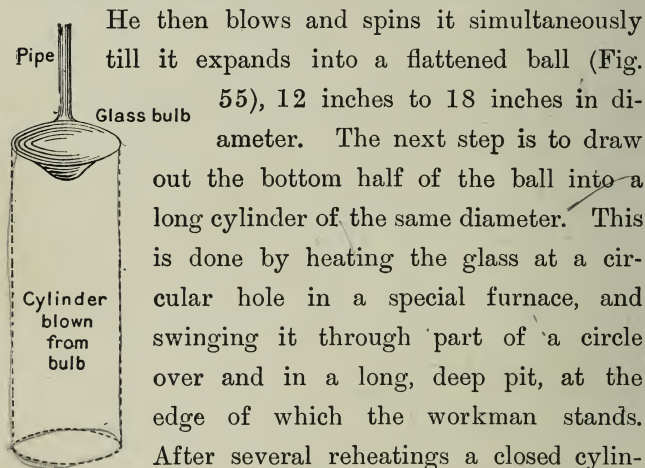 He then blows and spins it simultaneously
till it expands into a flattened ball (Fig.
55), 12 inches to 18 inches in di-
ameter. The next step is to draw
out the bottom half of the ball into a
long cylinder of the same diameter. This
is done by heating the glass at a cir-
cular hole in a special furnace, and
swinging it through part of a circle
over and in a long, deep pit, at the
edge of which the workman stands.
After several reheatings a closed cylin-
Pipe
Glass bulb
Cylinder
blown
from
bulb